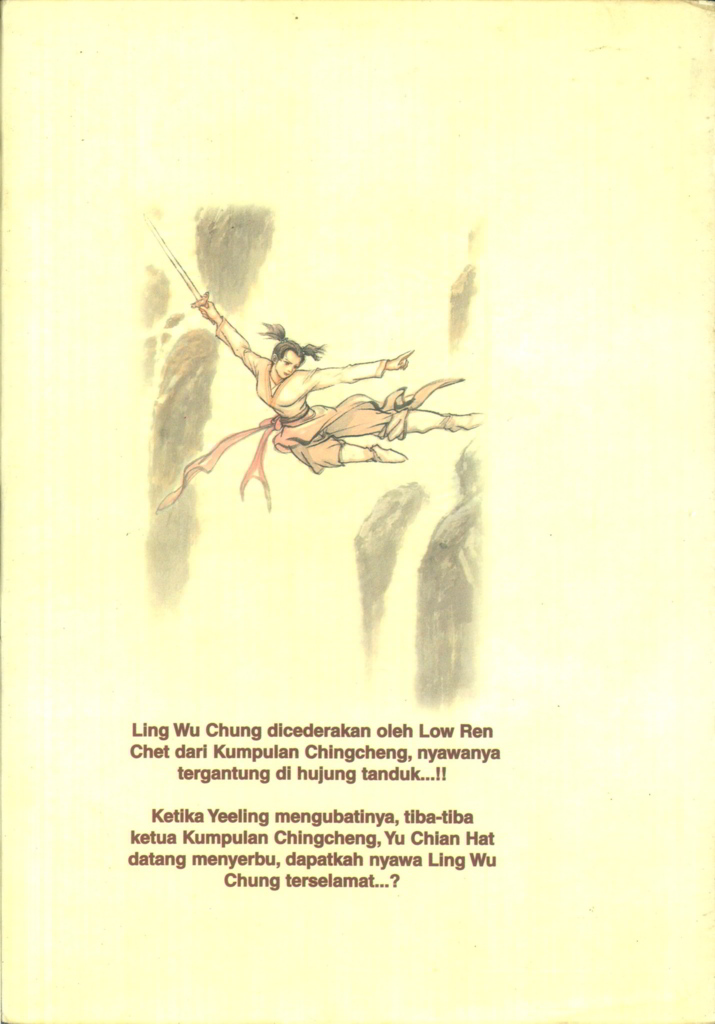 Ling Wu Chung dicederakan oleh Low Ren
Chet dari Kumpulan Chingcheng, nyawanya
tergantung di hujung tanduk...!!
Ketika Yeeling mengubatinya, tiba-tiba
ketua Kumpulan Chingcheng, Yu Chian Hat
datang menyerbu, dapatkah nyawa Ling Wu
Chung terselamat...?